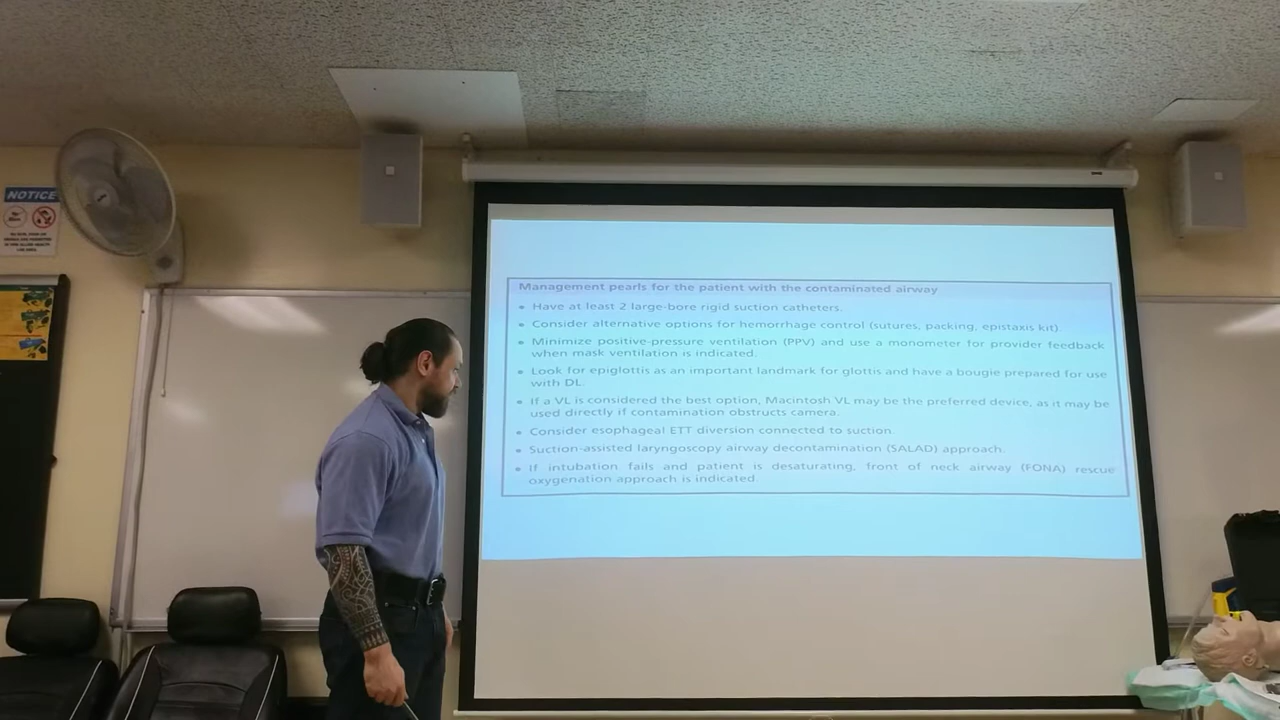 NOTICE
Management pearls for the patient with the contaminated airway
• Have at least 2 large-bore rigid suction catheters.
• Consider alternative options for hemorrhage control (sutures, packing, epistaxis kit).
• Minimize positive-pressure ventilation (PPV) and use a monometer for provider feedback
when mask ventilation is indicated.
• Look for epiglottis as an important landmark for glottis and have a bougie prepared for use
with DL.
• If a VL is considered the best option, Macintosh VL may be the preferred device, as it may be
used directly if contamination obstructs camera.
• Consider esophageal ETT diversion connected to suction.
• Suction-assisted laryngoscopy airway decontamination (SALAD) approach.
• If intubation fails and patient is desaturating, front of neck airway (FONA) rescue
oxygenation approach is indicated.